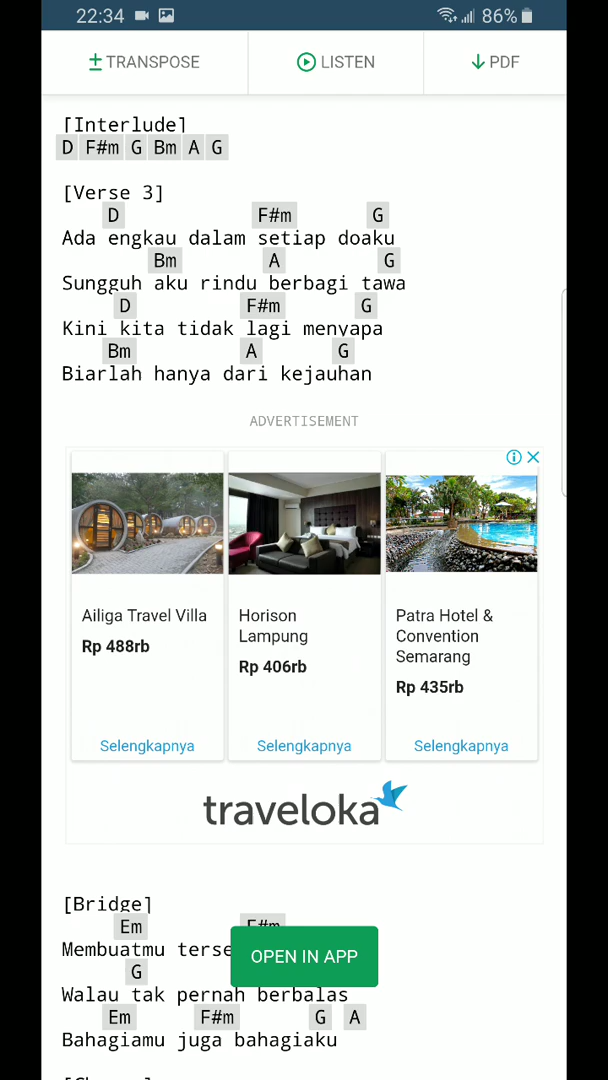 22:34 86%
TRANSPOSE LISTEN PDF
[Interlude]
D F#m G Bm A G
[Verse 3]
D F#m G
Ada engkau dalam setiap doaku
Bm A G
Sungguh aku rindu berbagi tawa
D F#m G
Kini kita tidak lagi menyapa
Bm A G
Biarlah hanya dari kejauhan
ADVERTISEMENT
Ailiga Travel Villa
Rp 488rb
Selengkapnya
Horison
Lampung
Rp 406rb
Selengkapnya
Patra Hotel &
Convention
Semarang
Rp 435rb
Selengkapnya
traveloka
[Bridge]
Em F#m
Membuatmu terse
OPEN IN APP
G
Walau tak pernah berbalas
Em F#m G A
Bahagiamu juga bahagiaku